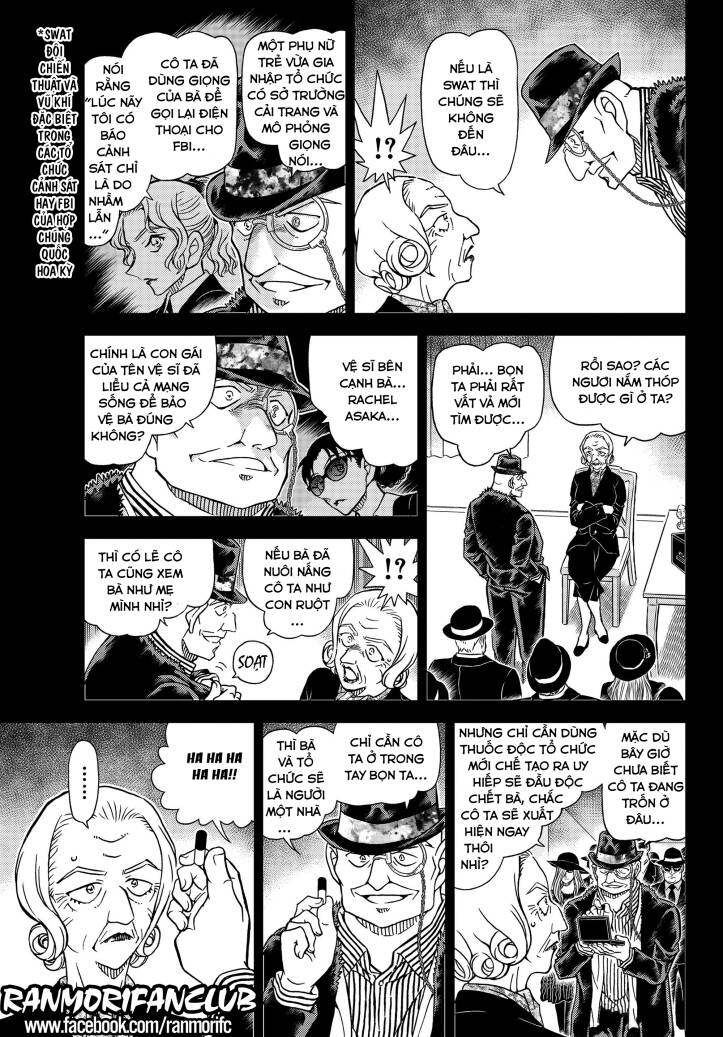 NẾU LÀ
SWAT THÌ
CHÚNG SẼ
KHÔNG
ĐẾN
ĐÂU...
!?
MỘT PHỤ NỮ
TRẺ VỪA GIA
NHẬP TỔ CHỨC
CÓ SỞ TRƯỜNG
CẢI TRANG VÀ
MÔ PHỎNG
GIỌNG
NÓI...
CÔ TA ĐÃ
DÙNG GIỌNG
CỦA BÀ ĐỂ
GỌI LẠI ĐIỆN
THOẠI CHO
FBI...
NÓI
RẰNG
“LÚC NÃY
TÔI CÓ
BÁO
CẢNH
SÁT CHỈ
LÀ DO
NHẦM
LẪN
...”
*SWAT
ĐỘI
CHIẾN
THUẬT VÀ
VŨ KHÍ
ĐẶC BIỆT
TRONG
CÁC TỔ
CHỨC
CẢNH SÁT
HAY FBI
CỦA HỢP
CHÚNG
QUỐC
HOA KỲ
RỒI SAO? CÁC
NGƯƠI NẮM THÓP
ĐƯỢC GÌ Ở TA?
PHẢI... BỌN
TA PHẢI RẤT
VẤT VẢ MỚI
TÌM ĐƯỢC...
VỆ SĨ BÊN
CẠNH BÀ...
RACHEL
ASAKA...
CHÍNH LÀ CON GÁI
CỦA TÊN VỆ SĨ ĐÃ
LIỀU CẢ MẠNG
SỐNG ĐỂ BẢO
VỆ BÀ ĐÚNG
KHÔNG?
!?
NẾU BÀ ĐÃ
NUÔI NẤNG
CÔ TA NHƯ
CON RUỘT
...
THÌ CÓ LẼ CÔ
TA CŨNG XEM
BÀ NHƯ MẸ
MÌNH NHỈ?
SOẠT
MẶC DÙ
BÂY GIỜ
CHƯA BIẾT
CÔ TA ĐANG
TRỐN Ở
ĐÂU...
NHƯNG CHỈ CẦN DÙNG
THUỐC ĐỘC TỔ CHỨC
MỚI CHẾ TẠO RA UY
HIẾP SẼ ĐẦU ĐỘC
CHẾT BÀ, CHẮC
CÔ TA SẼ XUẤT
HIỆN NGAY
THÔI
NHỈ?
CHỈ CẦN CÔ
TA Ở TRONG
TAY BỌN TA...
THÌ BÀ
VÀ TỔ
CHỨC SẼ
LÀ NGƯỜI
MỘT NHÀ
...
HA HA HA
HA HA!!
......
RANMORIFANCLUB
www.facebook.com/ranmorifc